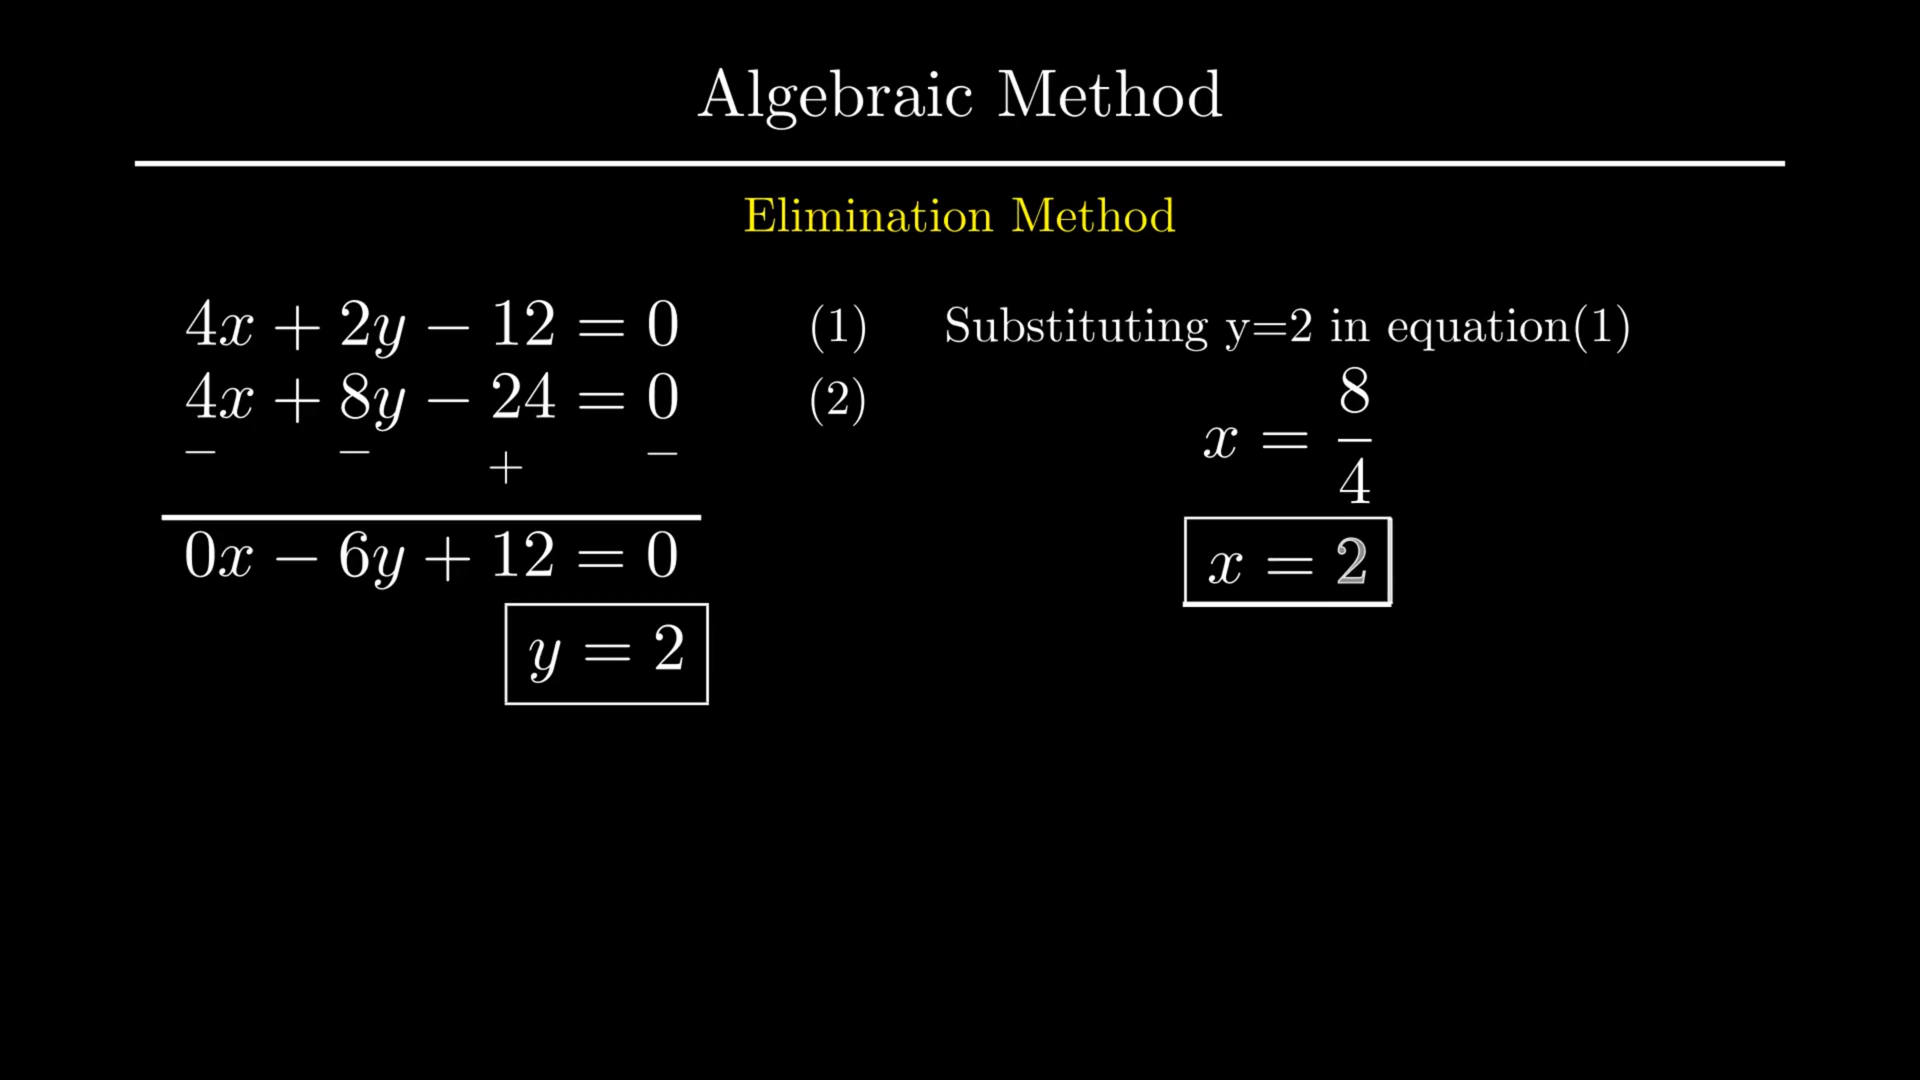 Algebraic Method
Elimination Method
4x + 2y − 12 = 0 (1)
4x + 8y − 24 = 0 (2)
− − + −
0x − 6y + 12 = 0
y = 2
Substituting y=2 in equation(1)
x = 8/4
x = 2